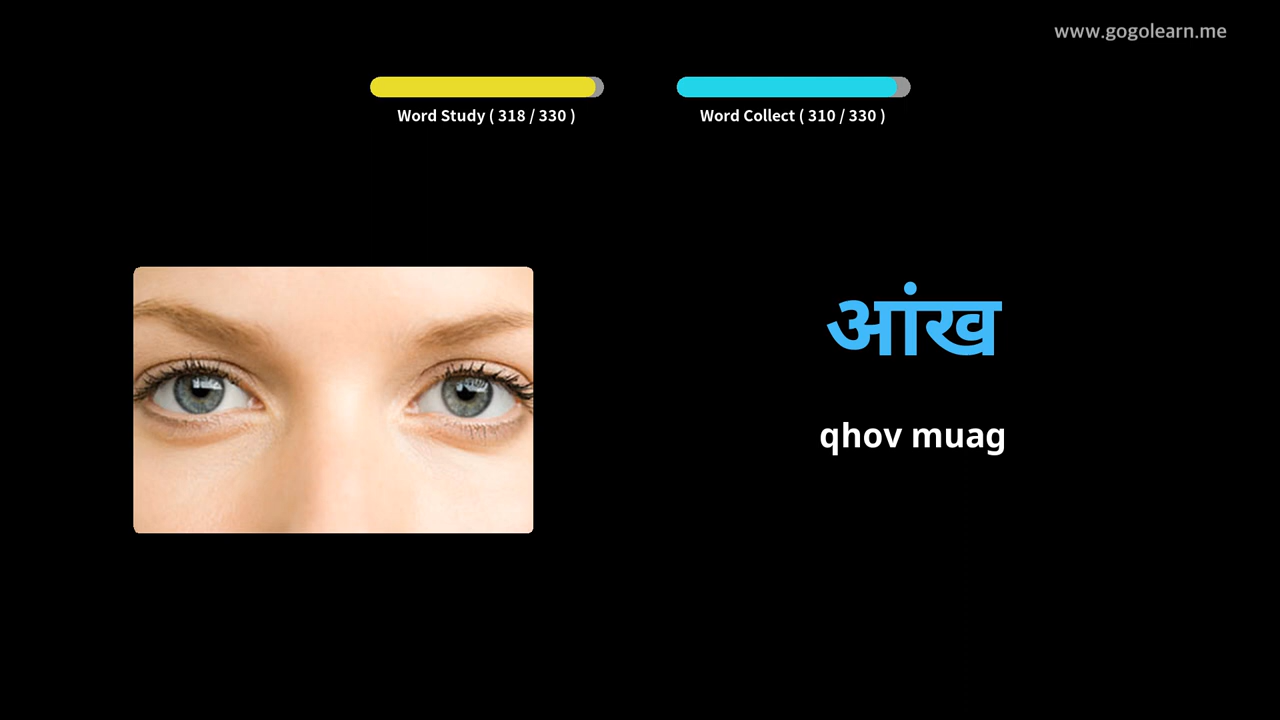 www.gogolearn.me
Word Study ( 318 / 330 )
Word Collect ( 310 / 330 )
आंख
qhov muag